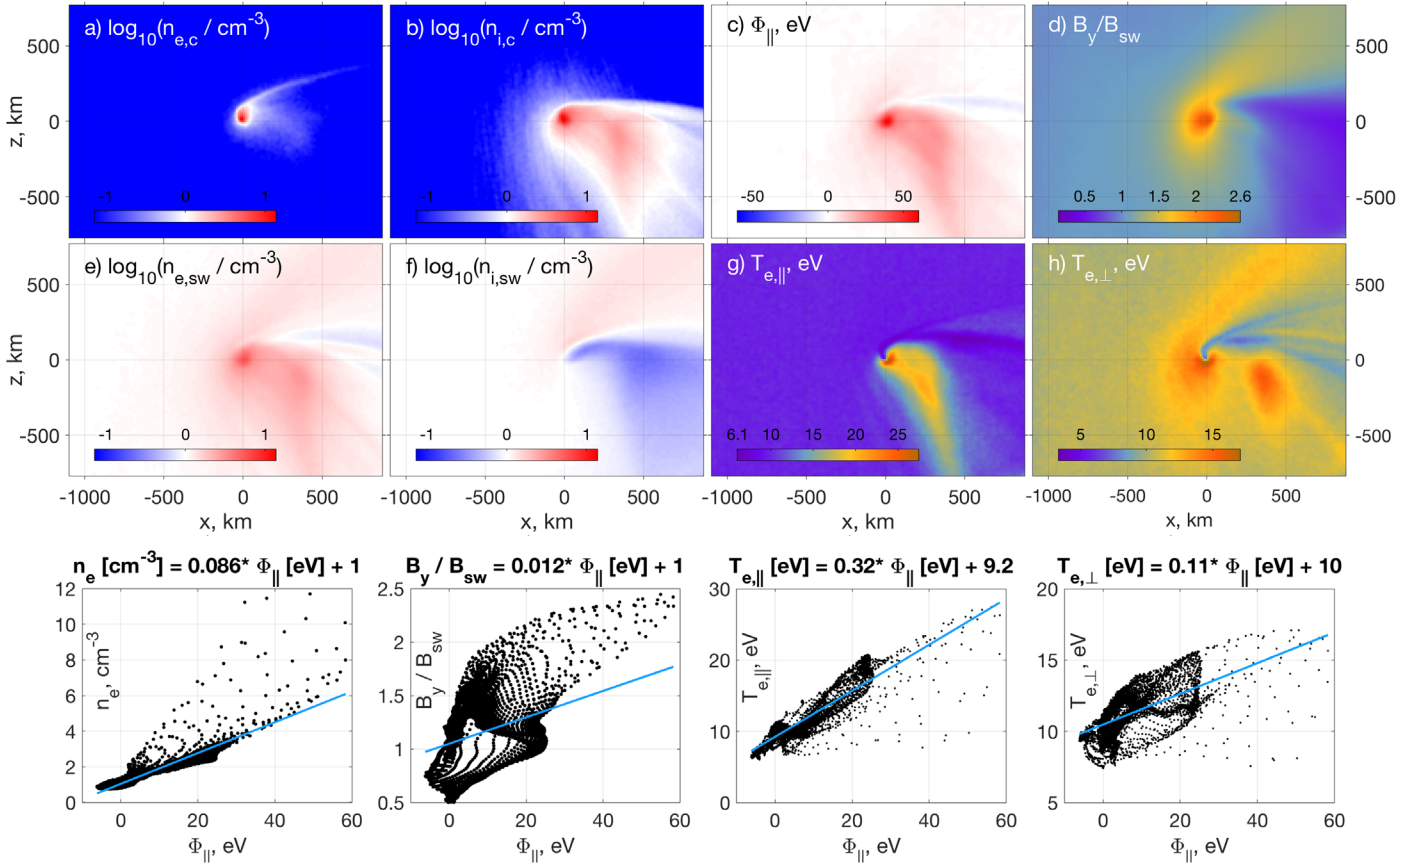 a) log10(ne,c / cm-3)
b) log10(ni,c / cm-3)
c) Φ||, eV
d) By/Bsw
500
0
-500
z, km
-1 0 1
-1 0 1
-50 0 50
0.5 1 1.5 2 2.6
500
0
-500
e) log10(ne,sw / cm-3)
f) log10(ni,sw / cm-3)
g) Te,||, eV
h) Te,⊥, eV
500
0
-500
z, km
-1 0 1
-1 0 1
6.1 10 15 20 25
5 10 15
500
0
-500
-1000 -500 0 500
-1000 -500 0 500
-1000 -500 0 500
-1000 -500 0 500
x, km
x, km
x, km
x, km
ne [cm-3] = 0.086* Φ|| [eV] + 1
By / Bsw = 0.012* Φ|| [eV] + 1
Te,|| [eV] = 0.32* Φ|| [eV] + 9.2
Te,⊥ [eV] = 0.11* Φ|| [eV] + 10
12
10
8
6
4
2
0
ne, cm-3
0 20 40 60
Φ||, eV
2.5
2
1.5
1
0.5
By / Bsw
0 20 40 60
Φ||, eV
30
20
10
0
Te,||, eV
0 20 40 60
Φ||, eV
20
15
10
5
Te,⊥, eV
0 20 40 60
Φ||, eV